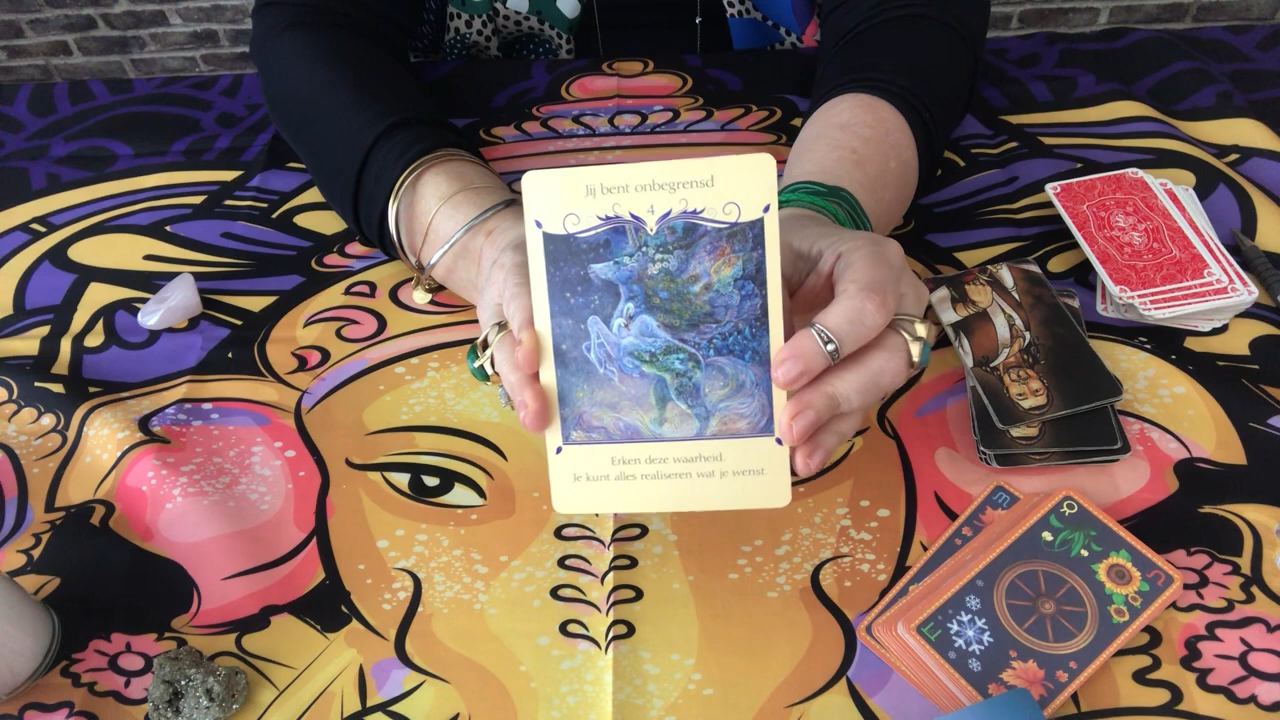 Jij bent onbegrensd
4
Erken deze waarheid.
Je kunt alles realiseren wat je wenst.